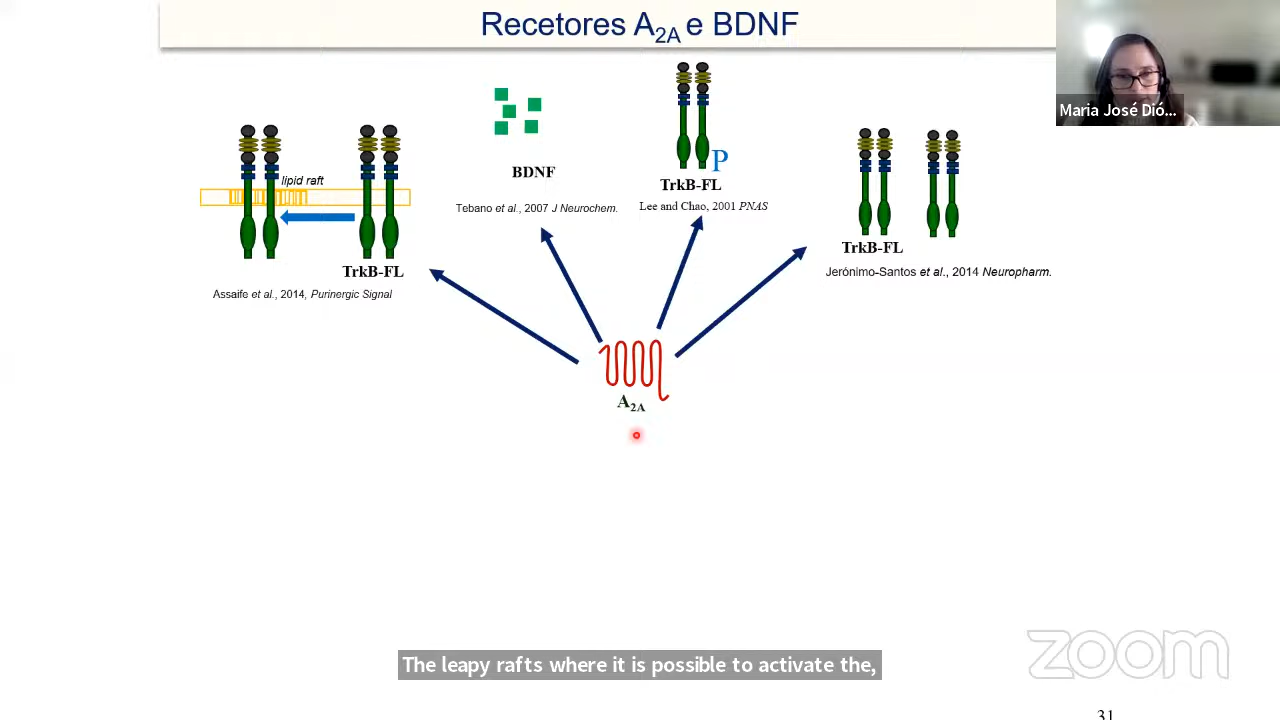 Recetores A2A e BDNF
Maria José Dió...
lipid raft
TrkB-FL
Assaife et al., 2014, Purinergic Signal
BDNF
Tebano et al., 2007 J Neurochem.
P
TrkB-FL
Lee and Chao, 2001 PNAS
TrkB-FL
Jerónimo-Santos et al., 2014 Neuropharm.
A2A
The leapy rafts where it is possible to activate the,
zoom
31